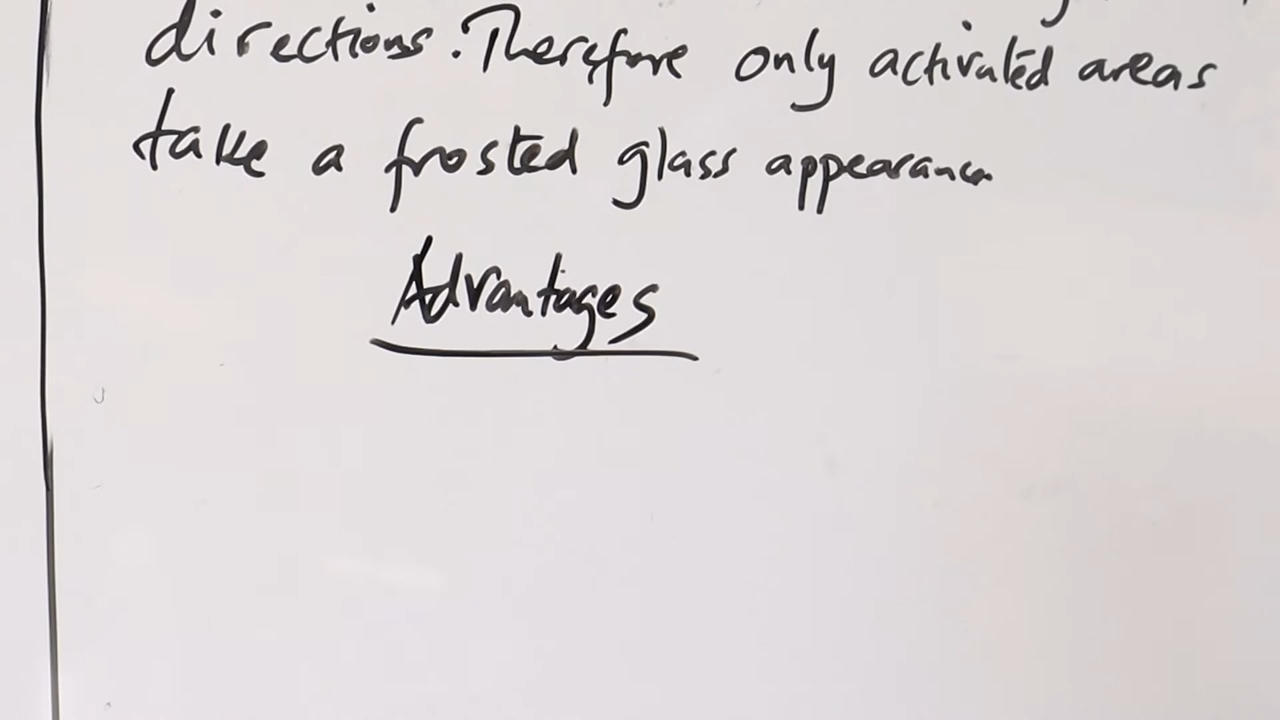 directions. Therefore only activated areas
take a frosted glass appearance
Advantages